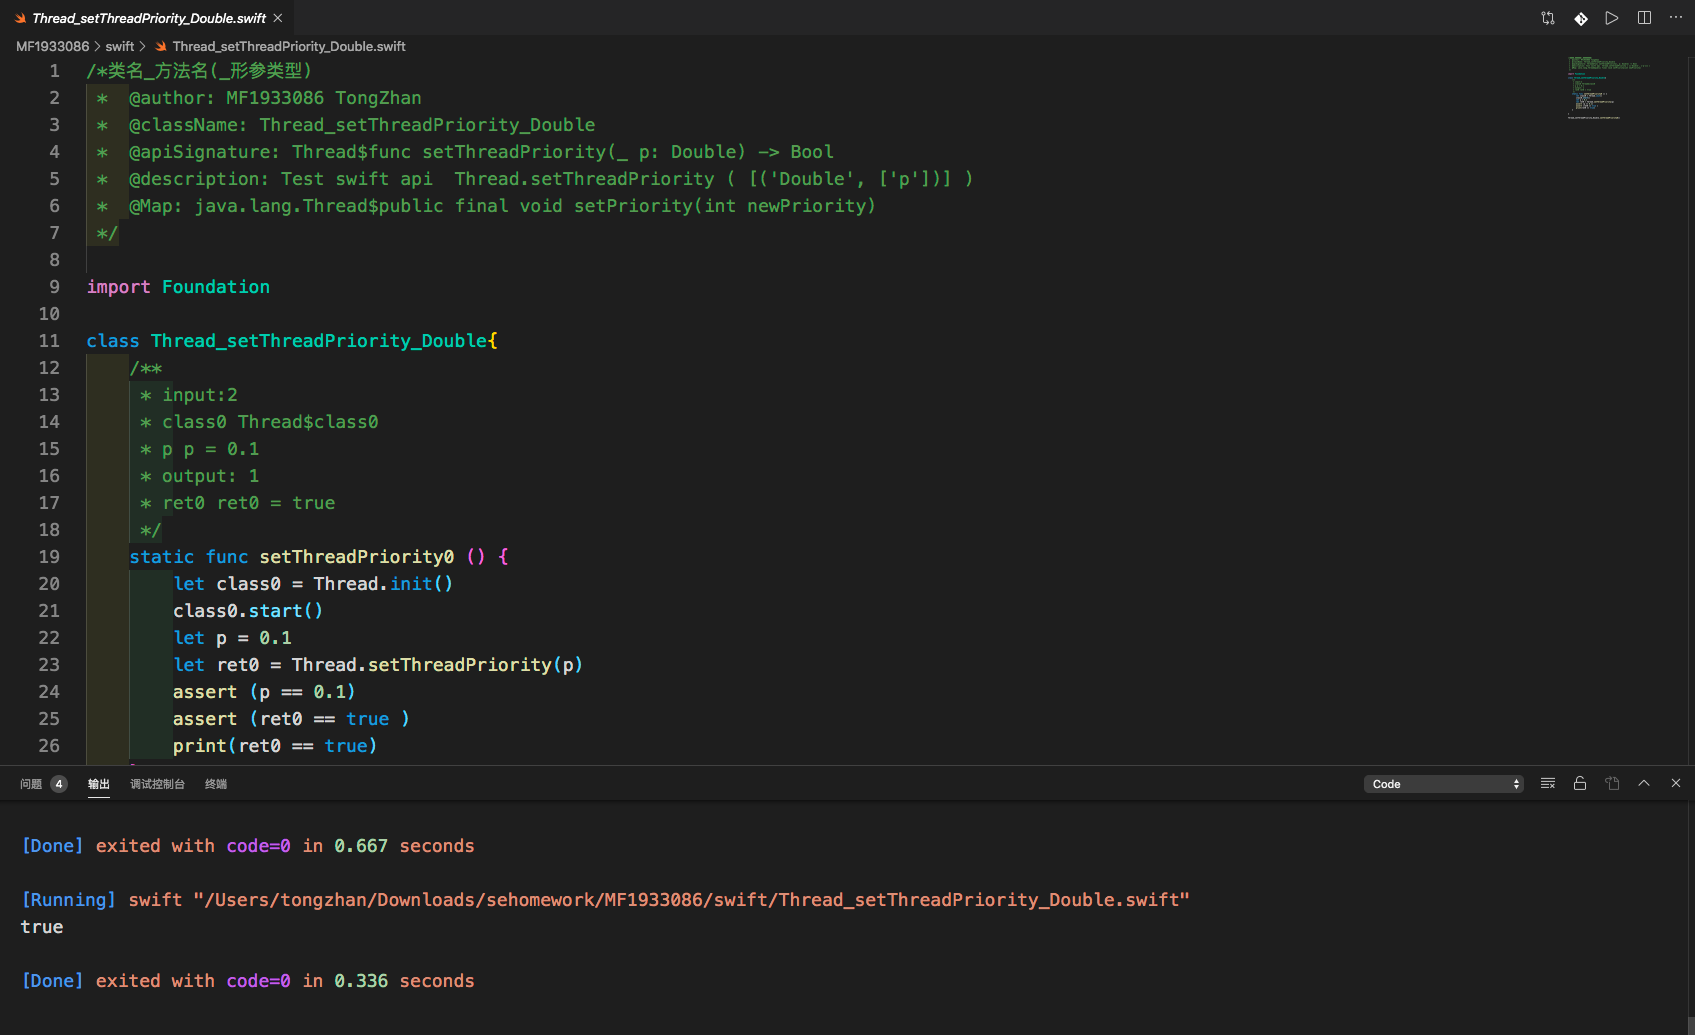 Thread_setThreadPriority_Double.swift
MF1933086 > swift > Thread_setThreadPriority_Double.swift
1 /*类名_方法名(_形参类型)
2 * @author: MF1933086 TongZhan
3 * @className: Thread_setThreadPriority_Double
4 * @apiSignature: Thread$func setThreadPriority(_ p: Double) -> Bool
5 * @description: Test swift api  Thread.setThreadPriority ( [('Double', ['p'])] )
6 * @Map: java.lang.Thread$public final void setPriority(int newPriority)
7 */
8
9 import Foundation
10
11 class Thread_setThreadPriority_Double{
12 /**
13 * input:2
14 * class0 Thread$class0
15 * p p = 0.1
16 * output: 1
17 * ret0 ret0 = true
18 */
19 static func setThreadPriority0 () {
20 let class0 = Thread.init()
21 class0.start()
22 let p = 0.1
23 let ret0 = Thread.setThreadPriority(p)
24 assert (p == 0.1)
25 assert (ret0 == true )
26 print(ret0 == true)
问题 4 输出 调试控制台 终端 Code
[Done] exited with code=0 in 0.667 seconds
[Running] swift "/Users/tongzhan/Downloads/sehomework/MF1933086/swift/Thread_setThreadPriority_Double.swift"
true
[Done] exited with code=0 in 0.336 seconds